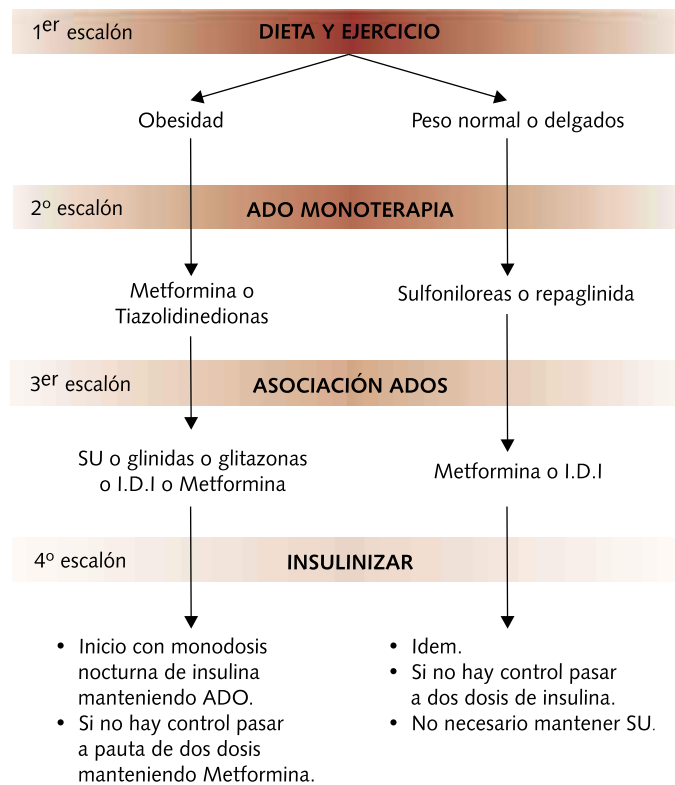 1er escalón
DIETA Y EJERCICIO
Obesidad
Peso normal o delgados
2º escalón
ADO MONOTERAPIA
Metformina o
Tiazolidinedionas
Sulfoniloreas o repaglinida
3er escalón
ASOCIACIÓN ADOS
SU o glinidas o glitazonas
o I.D.I o Metformina
Metformina o I.D.I
4º escalón
INSULINIZAR
• Inicio con monodosis
nocturna de insulina
manteniendo ADO.
• Si no hay control pasar
a pauta de dos dosis
manteniendo Metformina.
• Idem.
• Si no hay control pasar
a dos dosis de insulina.
• No necesario mantener SU.